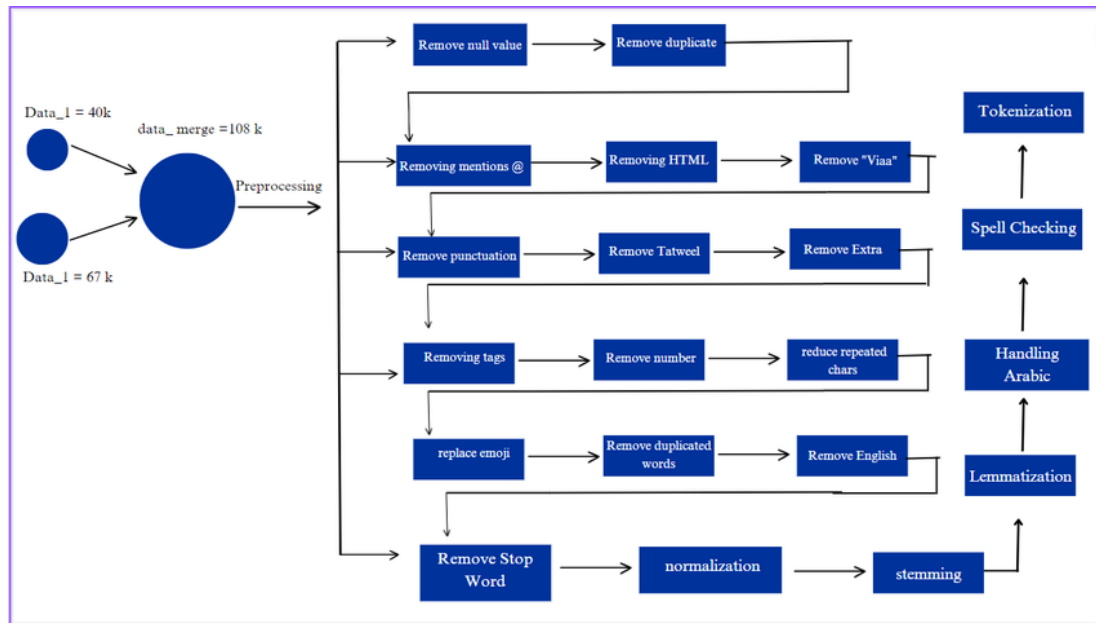 Data_1 = 40k
data_ merge =108 k
Data_1 = 67 k
Preprocessing
Remove null value
Remove duplicate
Removing mentions @
Removing HTML
Remove "Viaa"
Remove punctuation
Remove Tatweel
Remove Extra
Removing tags
Remove number
reduce repeated
chars
replace emoji
Remove duplicated
words
Remove English
Remove Stop
Word
normalization
stemming
Lemmatization
Handling
Arabic
Spell Checking
Tokenization